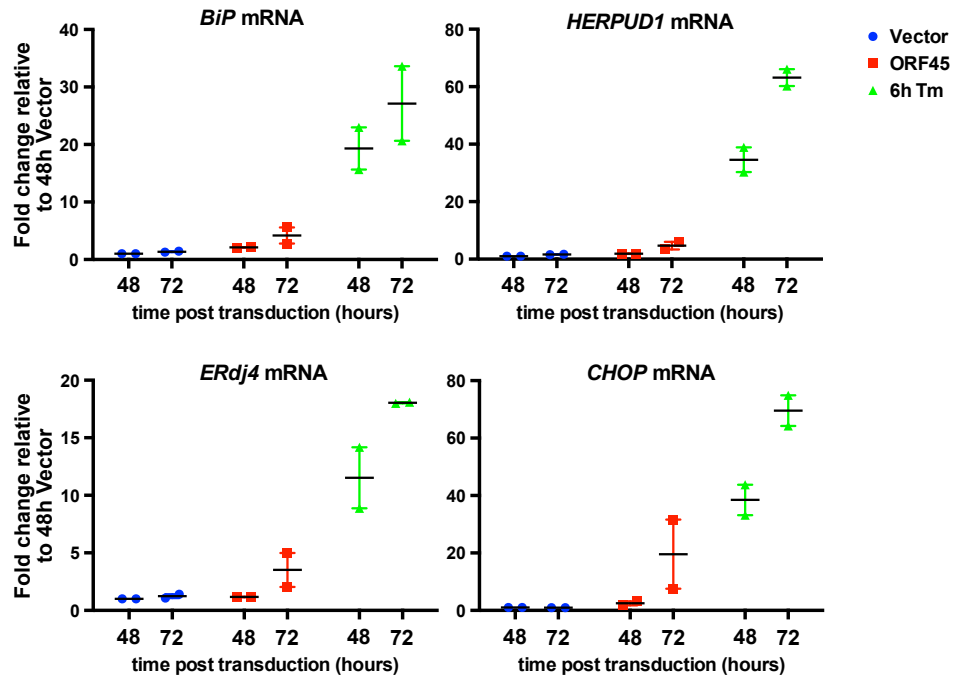 BiP mRNA
HERPUD1 mRNA
Vector
ORF45
6h Tm
Fold change relative
to 48h Vector
40
30
20
10
0
48 72 48 72 48 72
time post transduction (hours)
80
60
40
20
0
48 72 48 72 48 72
time post transduction (hours)
ERdj4 mRNA
CHOP mRNA
Fold change relative
to 48h Vector
20
15
10
5
0
48 72 48 72 48 72
time post transduction (hours)
80
60
40
20
0
48 72 48 72 48 72
time post transduction (hours)